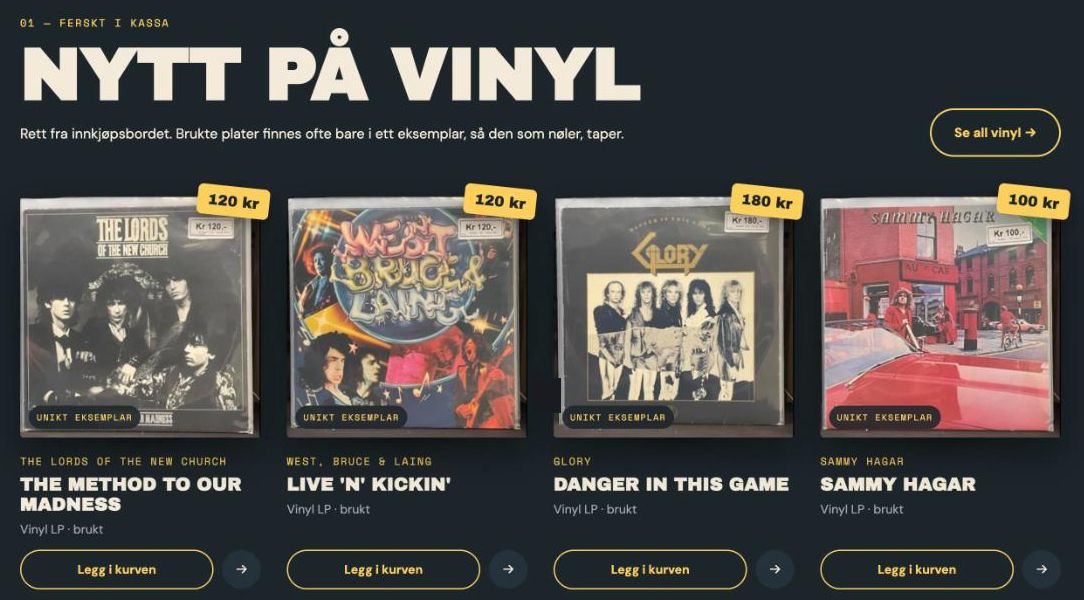 01 — FERSKT I KASSA
NYTT PÅ VINYL
Rett fra innkjøpsbordet. Brukte plater finnes ofte bare i ett eksemplar, så den som nøler, taper.
Se all vinyl →
120 kr
THE LORDS
OF THE NEW CHURCH
Kr 120,-
MADNESS
UNIKT EKSEMPLAR
THE LORDS OF THE NEW CHURCH
THE METHOD TO OUR
MADNESS
Vinyl LP · brukt
Legg i kurven
→
120 kr
Kr 120,-
WEST
BRUCE &
LAING
UNIKT EKSEMPLAR
WEST, BRUCE & LAING
LIVE 'N' KICKIN'
Vinyl LP · brukt
Legg i kurven
→
180 kr
Kr 180,-
GLORY
UNIKT EKSEMPLAR
GLORY
DANGER IN THIS GAME
Vinyl LP · brukt
Legg i kurven
→
100 kr
SAMMY HAGAR
Kr 100,-
UNIKT EKSEMPLAR
SAMMY HAGAR
SAMMY HAGAR
Vinyl LP · brukt
Legg i kurven
→